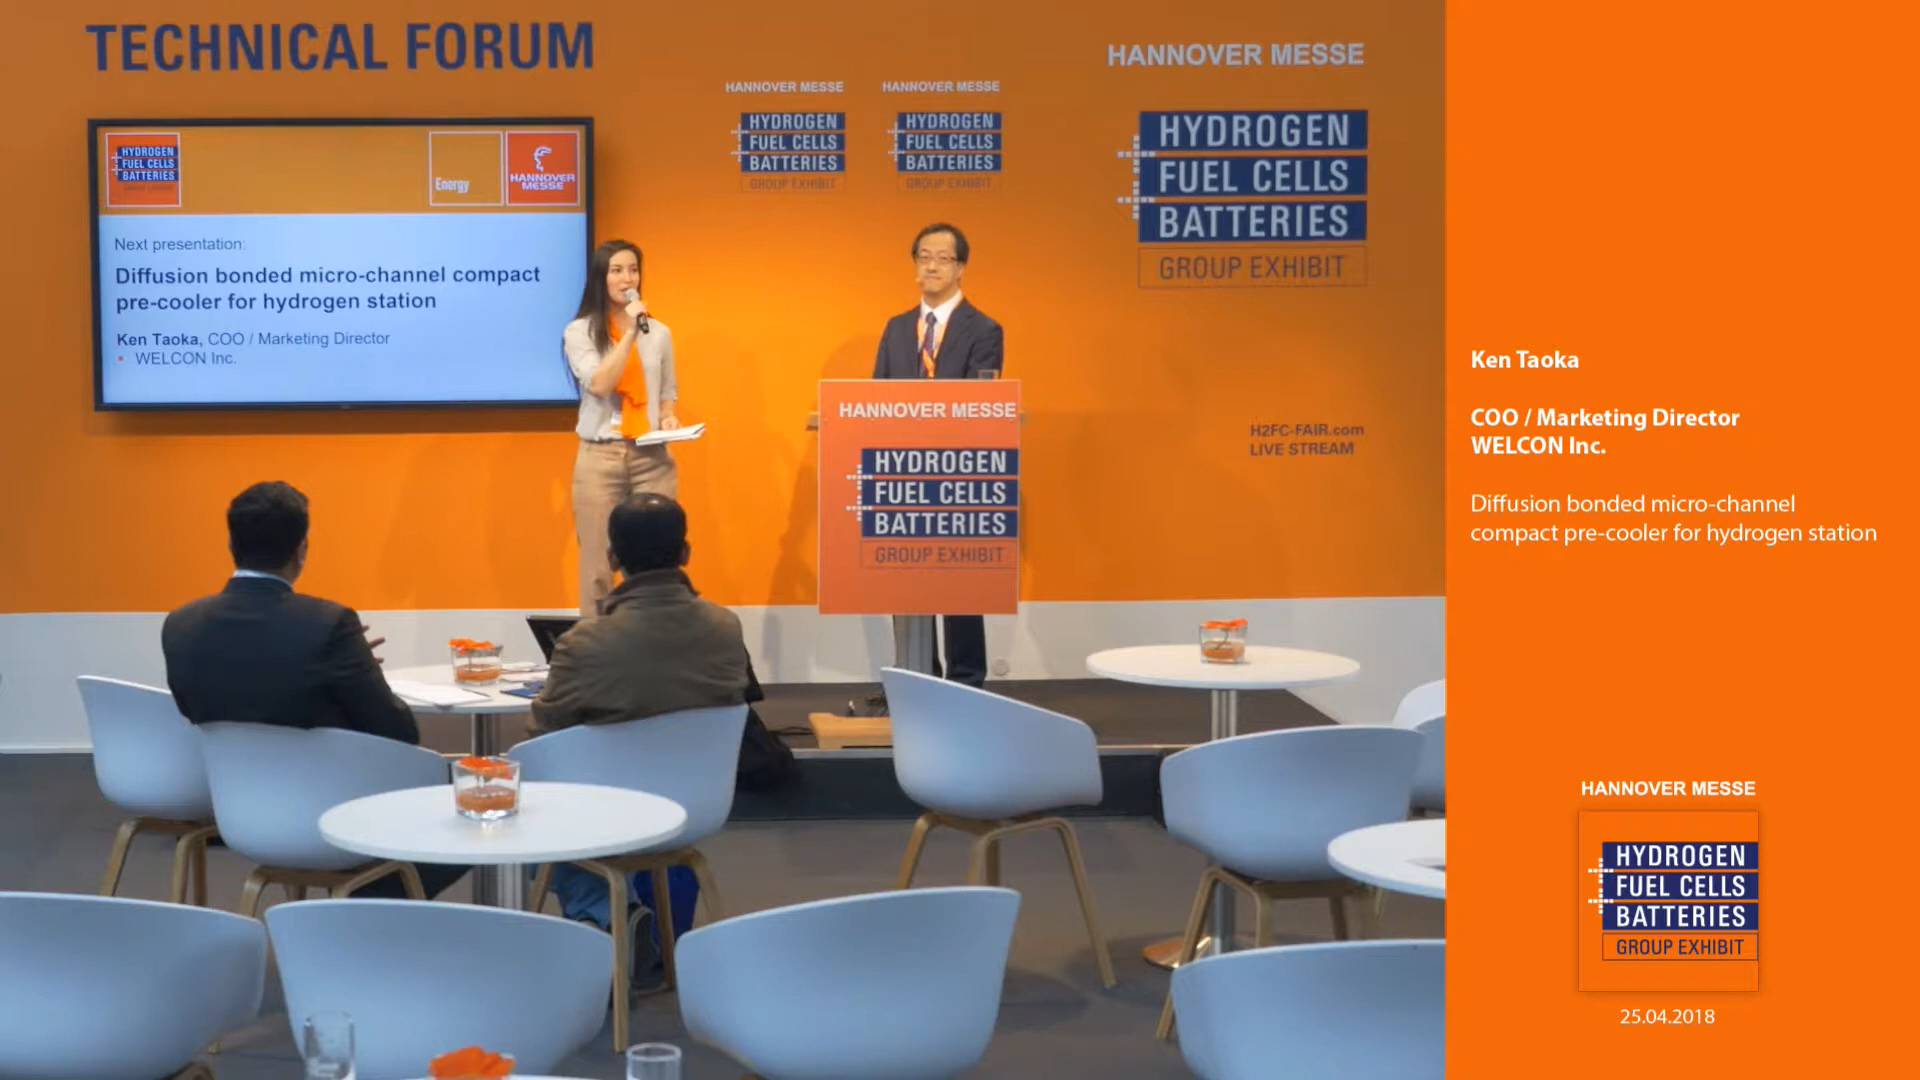 TECHNICAL FORUM
HYDROGEN
FUEL CELLS
BATTERIES
Energy
HANNOVER
MESSE
Next presentation:
Diffusion bonded micro-channel compact
pre-cooler for hydrogen station
Ken Taoka, COO / Marketing Director
• WELCON Inc.
HANNOVER MESSE
HYDROGEN
FUEL CELLS
BATTERIES
GROUP EXHIBIT
HANNOVER MESSE
HYDROGEN
FUEL CELLS
BATTERIES
GROUP EXHIBIT
HANNOVER MESSE
HYDROGEN
FUEL CELLS
BATTERIES
GROUP EXHIBIT
HANNOVER MESSE
HYDROGEN
FUEL CELLS
BATTERIES
GROUP EXHIBIT
H2FC-FAIR.com
LIVE STREAM
Ken Taoka
COO / Marketing Director
WELCON Inc.
Diffusion bonded micro-channel
compact pre-cooler for hydrogen station
HANNOVER MESSE
HYDROGEN
FUEL CELLS
BATTERIES
GROUP EXHIBIT
25.04.2018